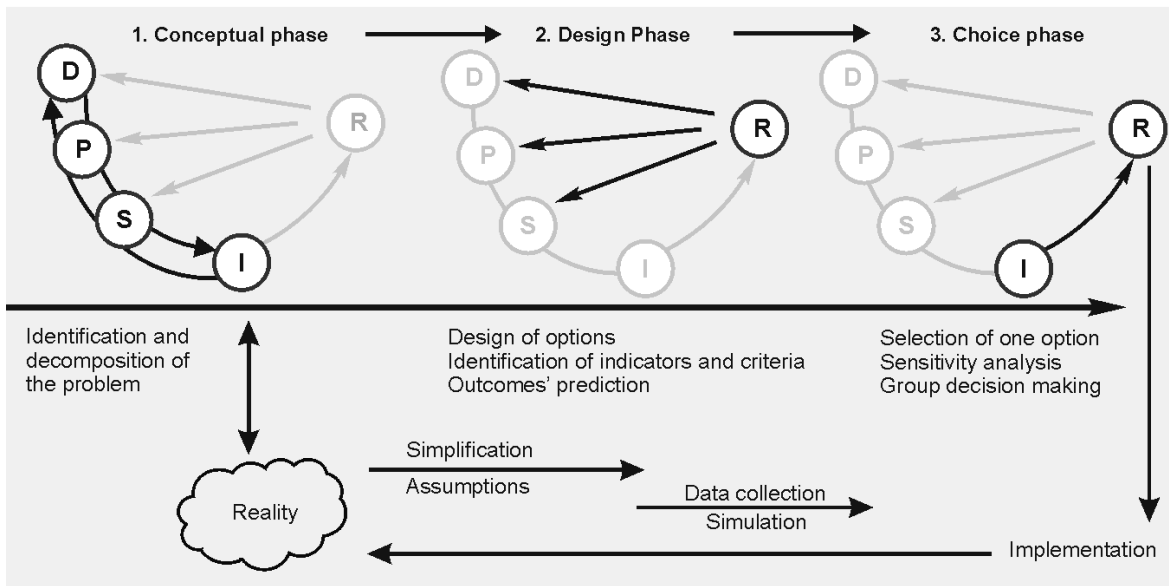 1. Conceptual phase
2. Design Phase
3. Choice phase
D
P
S
I
R
D
P
S
I
R
D
P
S
I
R
Identification and
decomposition of
the problem
Design of options
Identification of indicators and criteria
Outcomes' prediction
Selection of one option
Sensitivity analysis
Group decision making
Simplification
Assumptions
Reality
Data collection
Simulation
Implementation